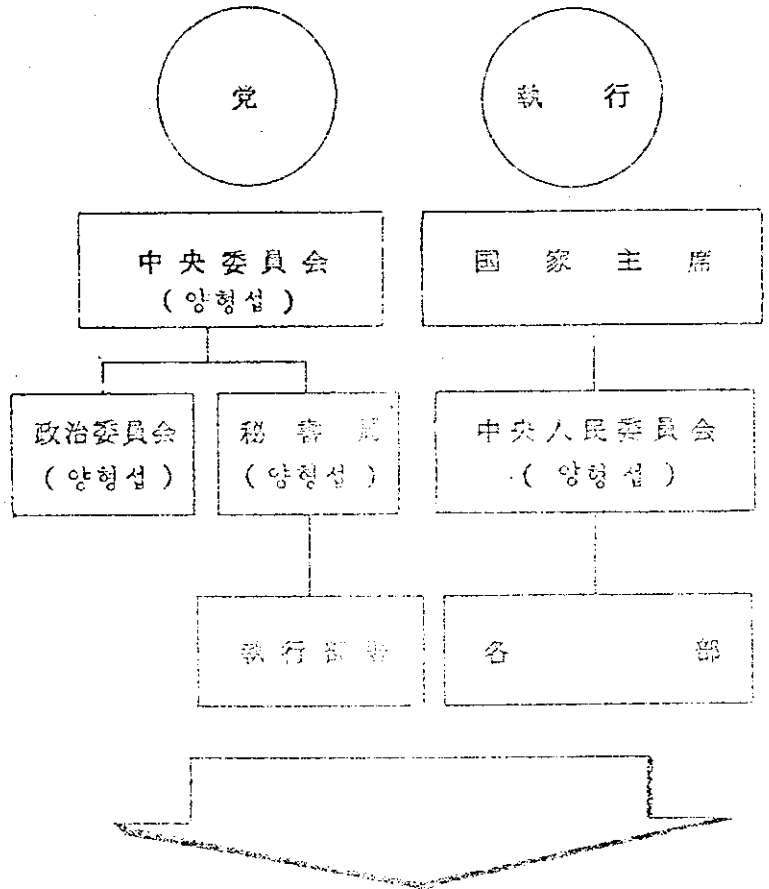 党
執 行
中央委員会
(양형섭)
国 家 主 席
政治委員会
(양형섭)
秘 書 局
(양형섭)
中央人民委員会
(양형섭)
執行部署
各 部